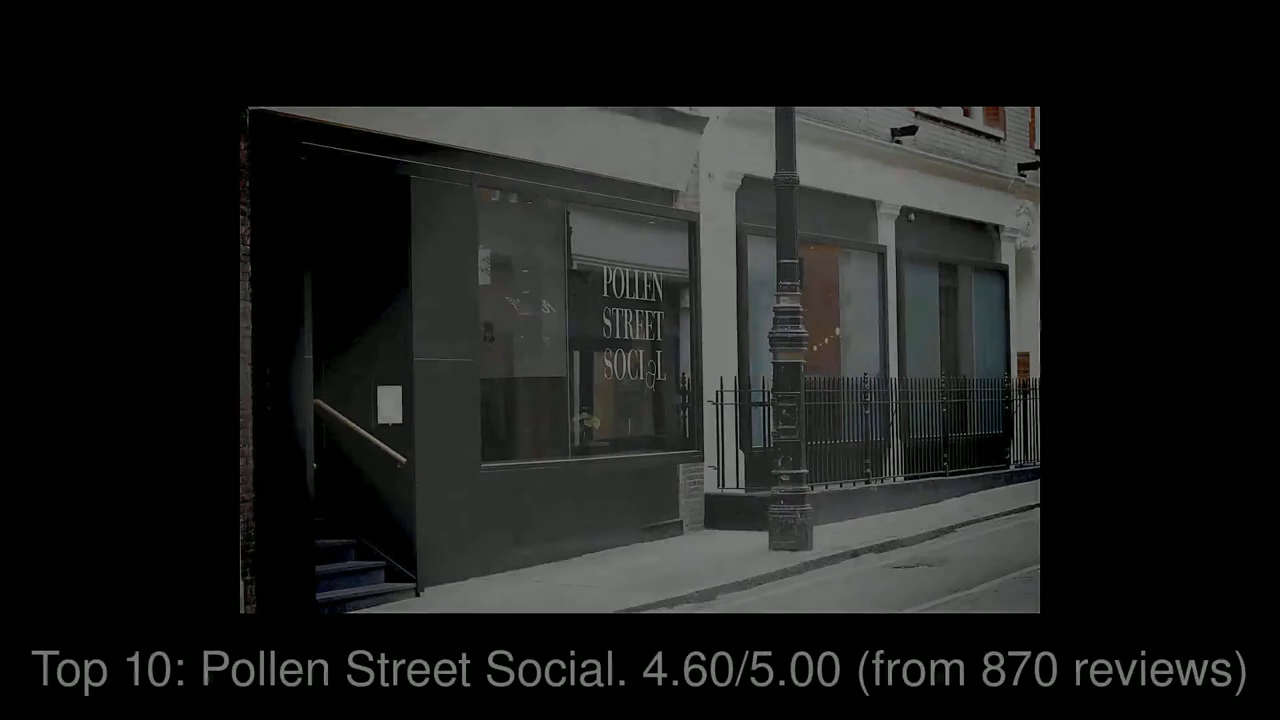 POLLEN
STREET
SOCIAL
Top 10: Pollen Street Social. 4.60/5.00 (from 870 reviews)